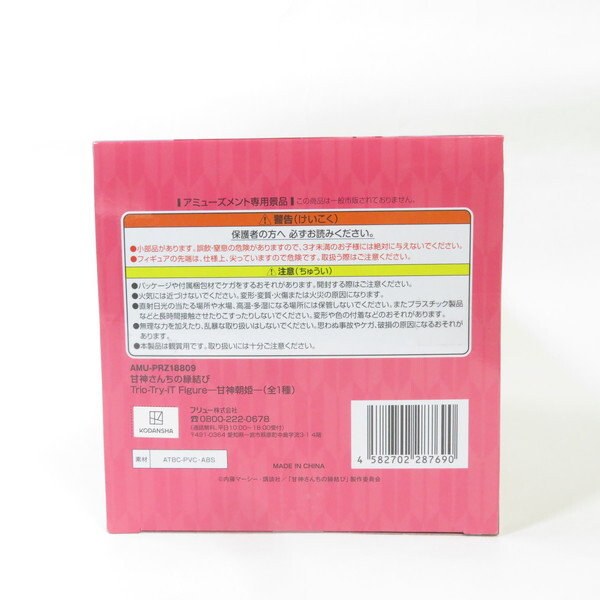 アミューズメント専用景品 この商品は一般市販されておりません。
警告(けいこく)
保護者の方へ 必ずお読みください。
●小部品があります。誤飲・窒息の危険がありますので、3才未満のお子様には絶対に与えないでください。
●フィギュアの先端は、仕様上、尖っていますので危険です。取扱う際はご注意ください。
注意(ちゅうい)
●パッケージや付属梱包材でケガをするおそれがあります。開封する際はご注意ください。
●火気には近づけないでください。変形・変質・火傷または火災の原因になります。
●直射日光の当たる場所や水場、高温・多湿になる場所には保管しないでください。またプラスチック製品
などと長時間接触させたりこすったりしないでください。変形や色の付着などのおそれがあります。
●無理な力を加えたり、乱暴な取り扱いはしないでください。思わぬ事故やケガ、破損の原因になるおそれが
あります。
●本製品は観賞用です。取り扱いには十分ご注意ください。
AMU-PRZ18809
甘神さんちの縁結び
Trio-Try-iT Figure―甘神朝姫―(全1種)
KODANSHA
フリュー株式会社
☎0800-222-0678
(通話無料、平日10:00~18:00受付)
素材 ATBC-PVC・ABS
4 582702 287690
MADE IN CHINA
©内藤マーシー・講談社/「甘神さんちの縁結び」製作委員会